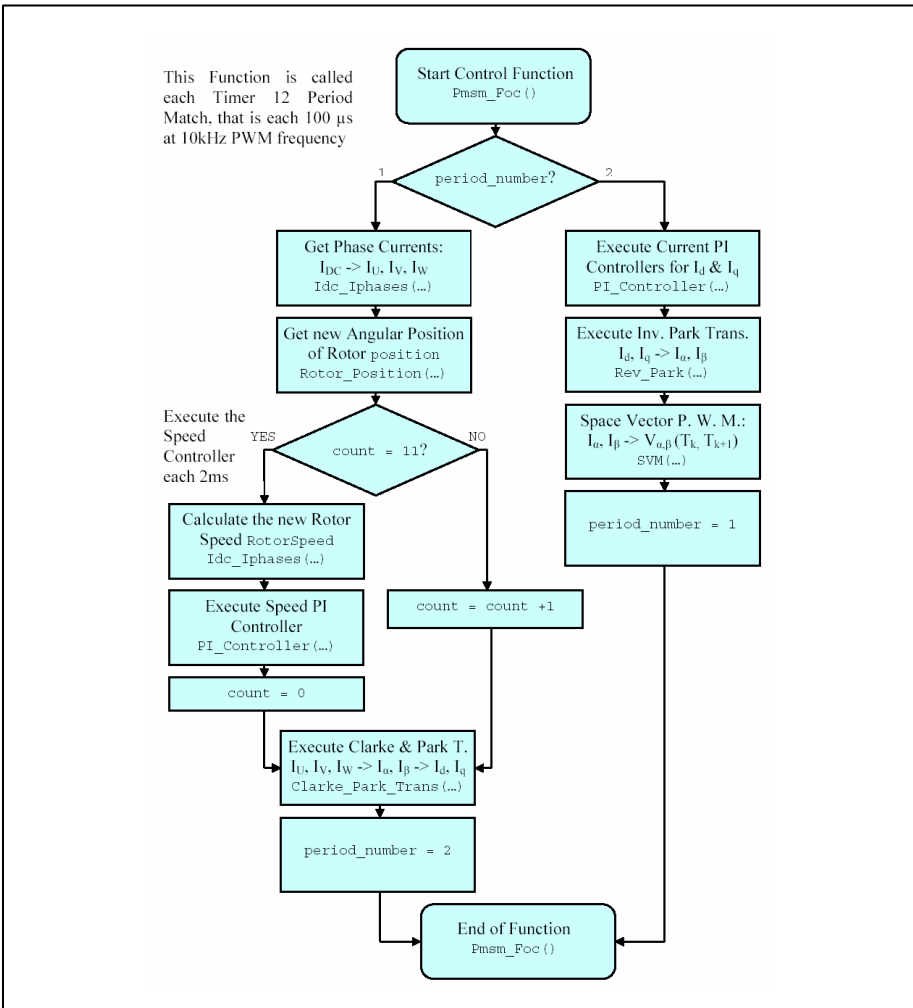 This Function is called
each Timer 12 Period
Match, that is each 100 µs
at 10kHz PWM frequency
Start Control Function
Pmsm_Foc()
period_number?
1
2
Get Phase Currents:
I_DC -> I_U, I_V, I_W
Idc_Iphases(…)
Get new Angular Position
of Rotor position
Rotor_Position(…)
Execute the
Speed
Controller
each 2ms
YES
count = 11?
NO
Calculate the new Rotor
Speed RotorSpeed
Idc_Iphases(…)
Execute Speed PI
Controller
PI_Controller(…)
count = 0
count = count +1
Execute Clarke & Park T.
I_U, I_V, I_W -> I_α, I_β -> I_d, I_q
Clarke_Park_Trans(…)
period_number = 2
Execute Current PI
Controllers for I_d & I_q
PI_Controller(…)
Execute Inv. Park Trans.
I_d, I_q -> I_α, I_β
Rev_Park(…)
Space Vector P. W. M.:
I_α, I_β -> V_α,β (T_k, T_k+1)
SVM(…)
period_number = 1
End of Function
Pmsm_Foc()